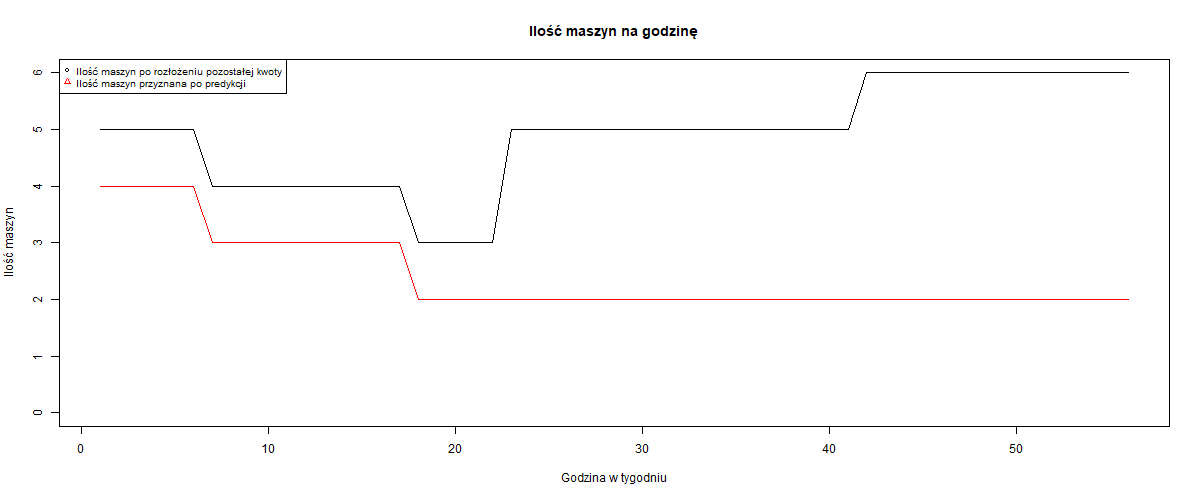 Ilość maszyn na godzinę
Ilość maszyn po rozłożeniu pozostałej kwoty
Ilość maszyn przyznana po predykcji
Ilość maszyn
6
5
4
3
2
1
0
0 10 20 30 40 50
Godzina w tygodniu